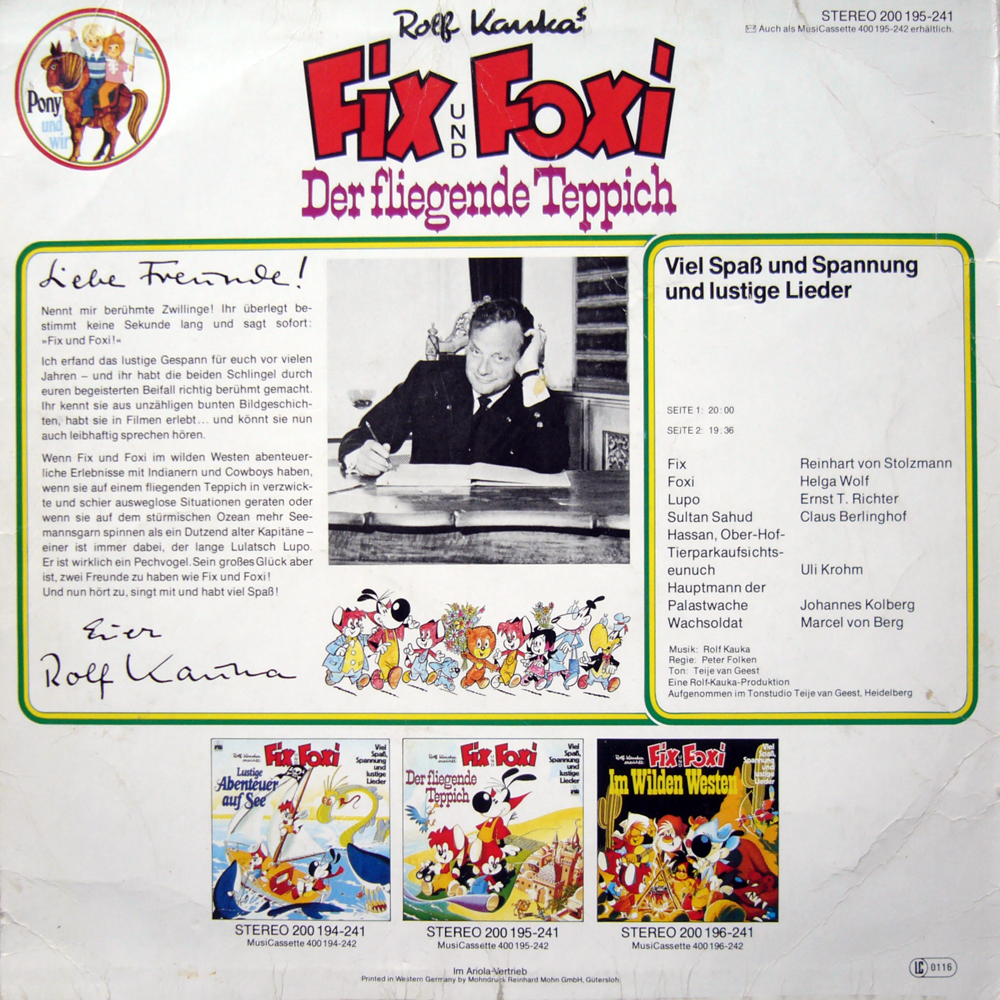 Rolf Kauka's
STEREO 200 195-241
Auch als MusiCassette 400 195-242 erhältlich.
Pony
und
wir
Fix UND Foxi
Der fliegende Teppich
Liebe Freunde!
Nennt mir berühmte Zwillinge! Ihr überlegt be-
stimmt keine Sekunde lang und sagt sofort:
»Fix und Foxi!«
Ich erfand das lustige Gespann für euch vor vielen
Jahren – und ihr habt die beiden Schlingel durch
euren begeisterten Beifall richtig berühmt gemacht.
Ihr kennt sie aus unzähligen bunten Bildgeschich-
ten, habt sie in Filmen erlebt... und könnt sie nun
auch leibhaftig sprechen hören.
Wenn Fix und Foxi im wilden Westen abenteuer-
liche Erlebnisse mit Indianern und Cowboys haben,
wenn sie auf einem fliegenden Teppich in verzwick-
te und schier ausweglose Situationen geraten oder
wenn sie auf dem stürmischen Ozean mehr See-
mannsgarn spinnen als ein Dutzend alter Kapitäne –
einer ist immer dabei, der lange Lulatsch Lupo.
Er ist wirklich ein Pechvogel. Sein großes Glück aber
ist, zwei Freunde zu haben wie Fix und Foxi!
Und nun hört zu, singt mit und habt viel Spaß!
Euer
Rolf Kauka
Viel Spaß und Spannung
und lustige Lieder
SEITE 1: 20:00
SEITE 2: 19:36
Fix Reinhart von Stolzmann
Foxi Helga Wolf
Lupo Ernst T. Richter
Sultan Sahud Claus Berlinghof
Hassan, Ober-Hof-
Tierparkaufsichts-
eunuch Uli Krohm
Hauptmann der
Palastwache Johannes Kolberg
Wachsoldat Marcel von Berg
Musik: Rolf Kauka
Regie: Peter Folken
Ton: Teije van Geest
Eine Rolf-Kauka-Produktion
Aufgenommen im Tonstudio Teije van Geest, Heidelberg
Fix und Foxi
Lustige
Abenteuer
auf See
Viel
Spaß,
Spannung
und
lustige
Lieder
Fix und Foxi
Der fliegende
Teppich
Viel
Spaß,
Spannung
und
lustige
Lieder
Fix und Foxi
Im Wilden Westen
Viel
Spaß,
Spannung
und
lustige
Lieder
STEREO 200 194-241
MusiCassette 400 194-242
STEREO 200 195-241
MusiCassette 400 195-242
STEREO 200 196-241
MusiCassette 400 196-242
Im Ariola-Vertrieb
Printed in Western Germany by Mohndruck Reinhard Mohn GmbH, Gütersloh
LC 0116